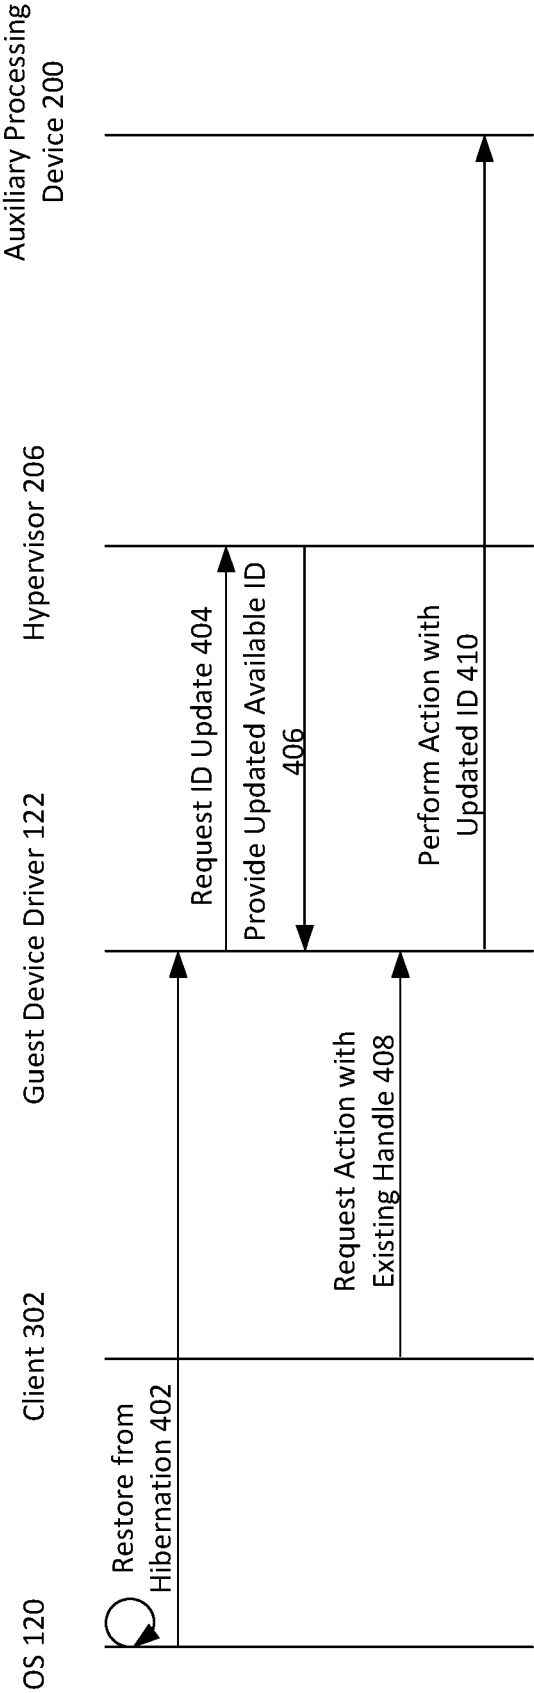 OS 120
Client 302
Guest Device Driver 122
Hypervisor 206
Auxiliary Processing
Device 200
Restore from
Hibernation 402
Request ID Update 404
Provide Updated Available ID
406
Request Action with
Existing Handle 408
Perform Action with
Updated ID 410